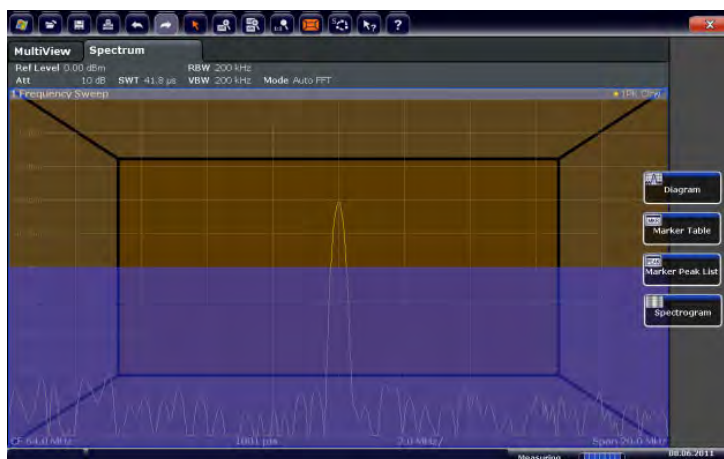 MultiView Spectrum
Ref Level 0.00 dBm RBW 200 kHz
Att 10 dB SWT 41.8 µs VBW 200 kHz Mode Auto FFT
1 Frequency Sweep 1Pk Clrw
Diagram
Marker Table
Marker Peak List
Spectrogram
CF 64.0 MHz 1001 pts 2.0 MHz/ Span 20.0 MHz
Measuring 08.06.2011